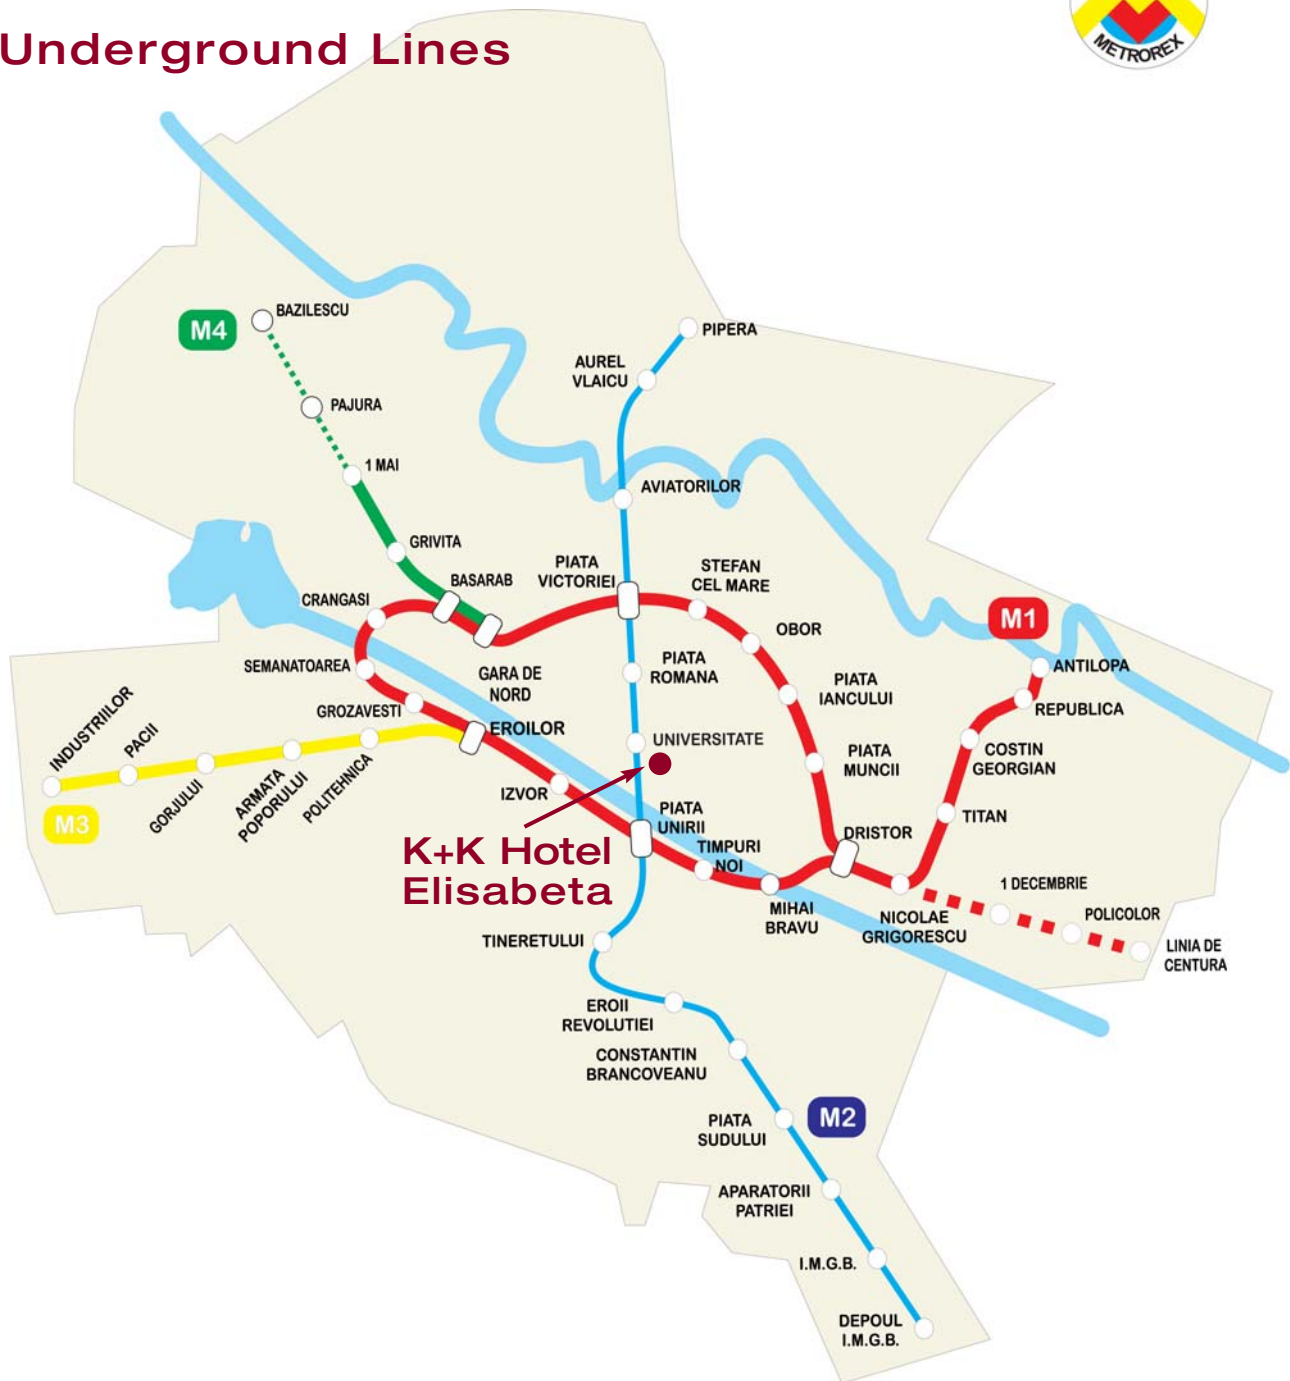 Underground Lines
METROREX
M4
BAZILESCU
PAJURA
1 MAI
GRIVITA
BASARAB
CRANGASI
SEMANATOAREA
GROZAVESTI
GARA DE
NORD
EROILOR
IZVOR
INDUSTRIILOR
PACII
GORJULUI
ARMATA
POPORULUI
POLITEHNICA
M3
PIPERA
AUREL
VLAICU
AVIATORILOR
PIATA
VICTORIEI
STEFAN
CEL MARE
OBOR
PIATA
ROMANA
PIATA
IANCULUI
UNIVERSITATE
PIATA
MUNCII
M1
ANTILOPA
REPUBLICA
COSTIN
GEORGIAN
TITAN
PIATA
UNIRII
K+K Hotel
Elisabeta
TIMPURI
NOI
DRISTOR
MIHAI
BRAVU
NICOLAE
GRIGORESCU
1 DECEMBRIE
POLICOLOR
LINIA DE
CENTURA
TINERETULUI
EROII
REVOLUTIEI
CONSTANTIN
BRANCOVEANU
M2
PIATA
SUDULUI
APARATORII
PATRIEI
I.M.G.B.
DEPOUL
I.M.G.B.